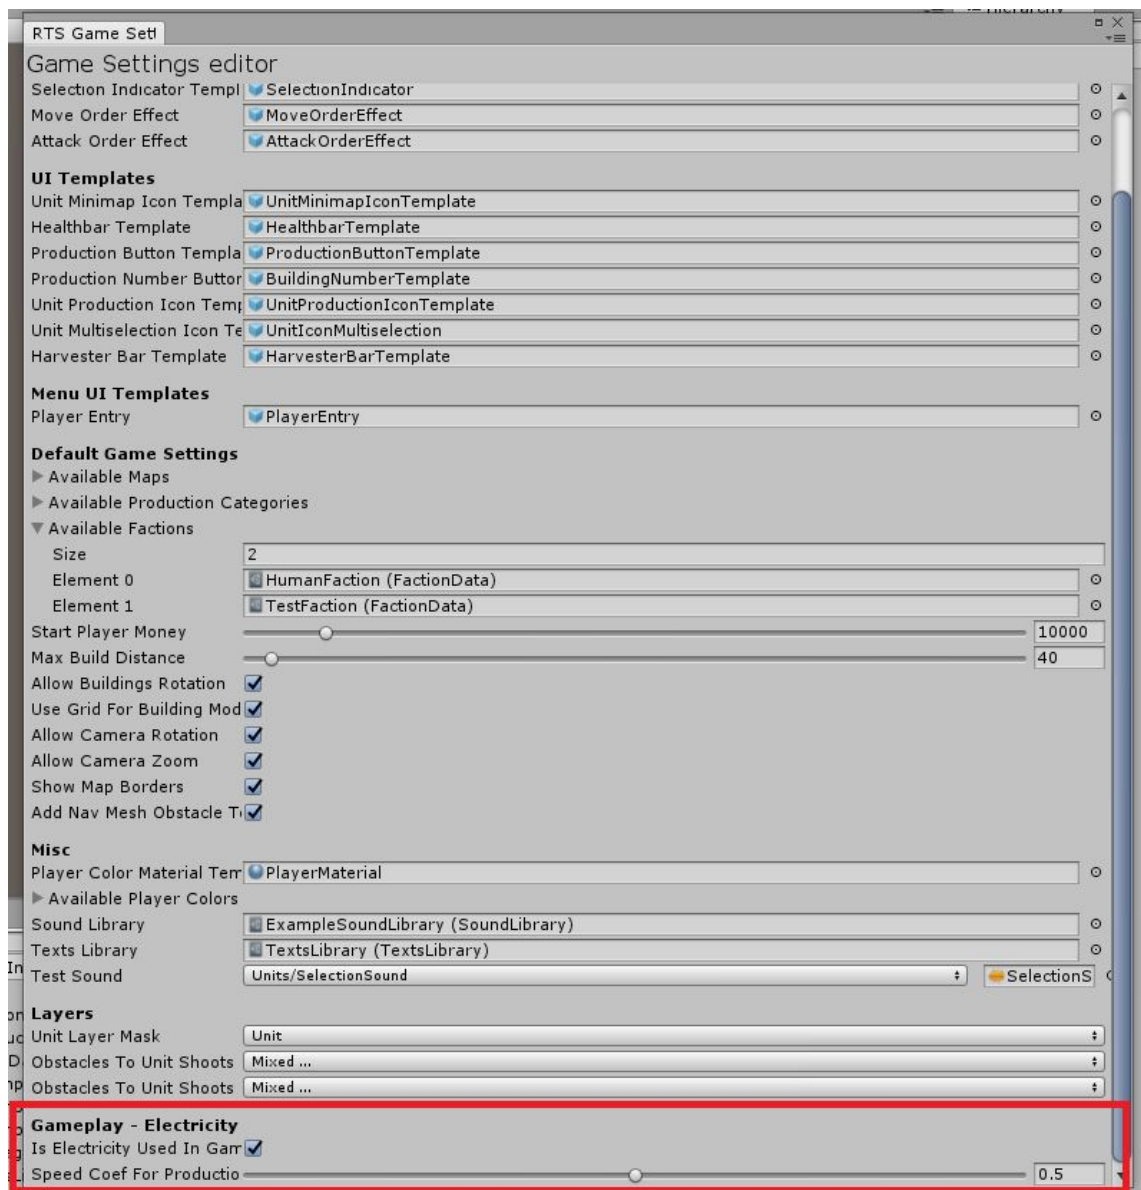 RTS Game Set
Game Settings editor
Selection Indicator Templ SelectionIndicator
Move Order Effect MoveOrderEffect
Attack Order Effect AttackOrderEffect
UI Templates
Unit Minimap Icon Templa UnitMinimapIconTemplate
Healthbar Template HealthbarTemplate
Production Button Templa ProductionButtonTemplate
Production Number Button BuildingNumberTemplate
Unit Production Icon Temp UnitProductionIconTemplate
Unit Multiselection Icon Te UnitIconMultiselection
Harvester Bar Template HarvesterBarTemplate
Menu UI Templates
Player Entry PlayerEntry
Default Game Settings
Available Maps
Available Production Categories
Available Factions
Size 2
Element 0 HumanFaction (FactionData)
Element 1 TestFaction (FactionData)
Start Player Money 10000
Max Build Distance 40
Allow Buildings Rotation
Use Grid For Building Mod
Allow Camera Rotation
Allow Camera Zoom
Show Map Borders
Add Nav Mesh Obstacle T
Misc
Player Color Material Tem PlayerMaterial
Available Player Colors
Sound Library ExampleSoundLibrary (SoundLibrary)
Texts Library TextsLibrary (TextsLibrary)
Test Sound Units/SelectionSound SelectionS
Layers
Unit Layer Mask Unit
Obstacles To Unit Shoots Mixed ...
Obstacles To Unit Shoots Mixed ...
Gameplay - Electricity
Is Electricity Used In Gam
Speed Coef For Productio 0.5